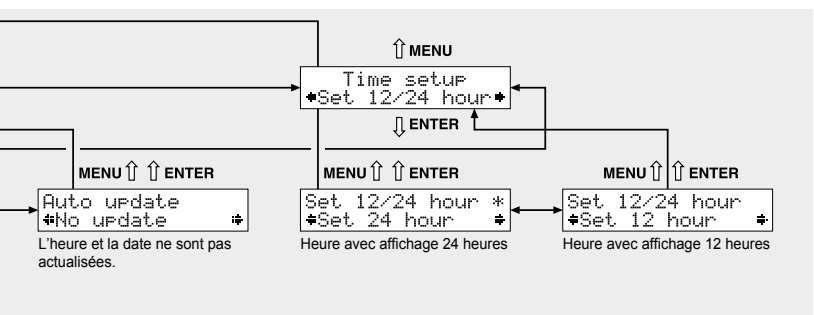 MENU
Time setup
Set 12/24 hour
ENTER
MENU ENTER
Auto update
No update
L'heure et la date ne sont pas
actualisées.
MENU ENTER
Set 12/24 hour *
Set 24 hour
Heure avec affichage 24 heures
MENU ENTER
Set 12/24 hour
Set 12 hour
Heure avec affichage 12 heures